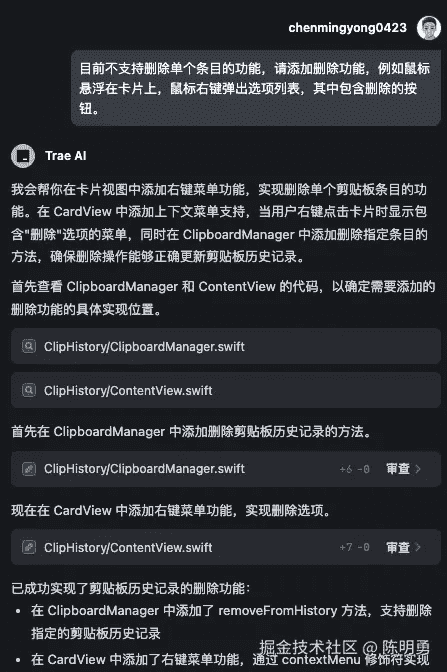 chenmingyong0423
目前不支持删除单个条目的功能，请添加删除功能，例如鼠标
悬浮在卡片上，鼠标右键弹出选项列表，其中包含删除的按
钮。
Trae AI
我会帮你在卡片视图中添加右键菜单功能，实现删除单个剪贴板条目的功
能。在 CardView 中添加上下文菜单支持，当用户右键点击卡片时显示包
含"删除"选项的菜单，同时在 ClipboardManager 中添加删除指定条目的
方法，确保删除操作能够正确更新剪贴板历史记录。
首先查看 ClipboardManager 和 ContentView 的代码，以确定需要添加的
删除功能的具体实现位置。
ClipHistory/ClipboardManager.swift
ClipHistory/ContentView.swift
首先在 ClipboardManager 中添加删除剪贴板历史记录的方法。
ClipHistory/ClipboardManager.swift +6 -0 审查
现在在 CardView 中添加右键菜单功能，实现删除选项。
ClipHistory/ContentView.swift +7 -0 审查
已成功实现了剪贴板历史记录的删除功能：
• 在 ClipboardManager 中添加了 removeFromHistory 方法，支持删除
指定的剪贴板历史记录
• 在 CardView 中添加了右键菜单功能，通过 contextMenu 修饰符实现
掘金技术社区 @ 陈明勇